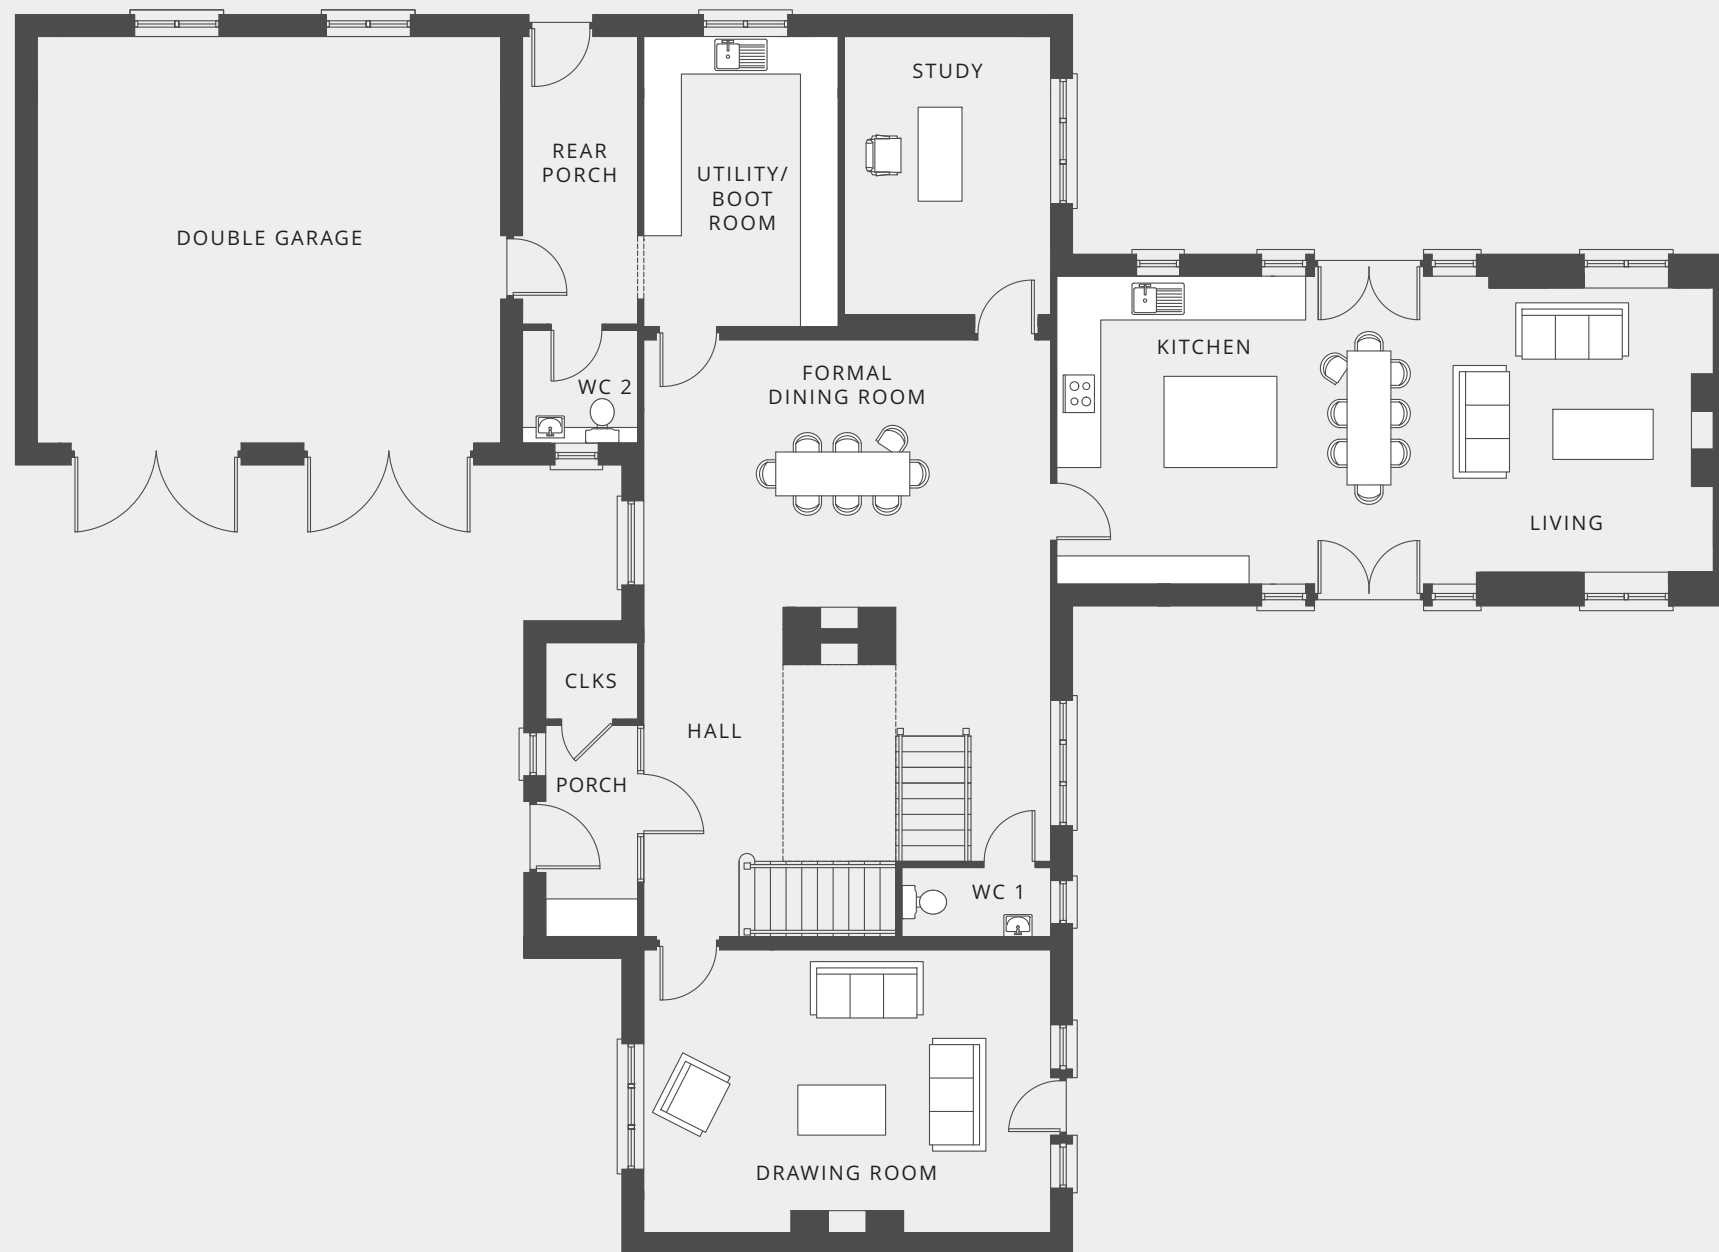 STUDY
REAR
PORCH
UTILITY/
BOOT
ROOM
DOUBLE GARAGE
KITCHEN
FORMAL
DINING ROOM
WC 2
LIVING
CLKS
HALL
PORCH
WC 1
DRAWING ROOM